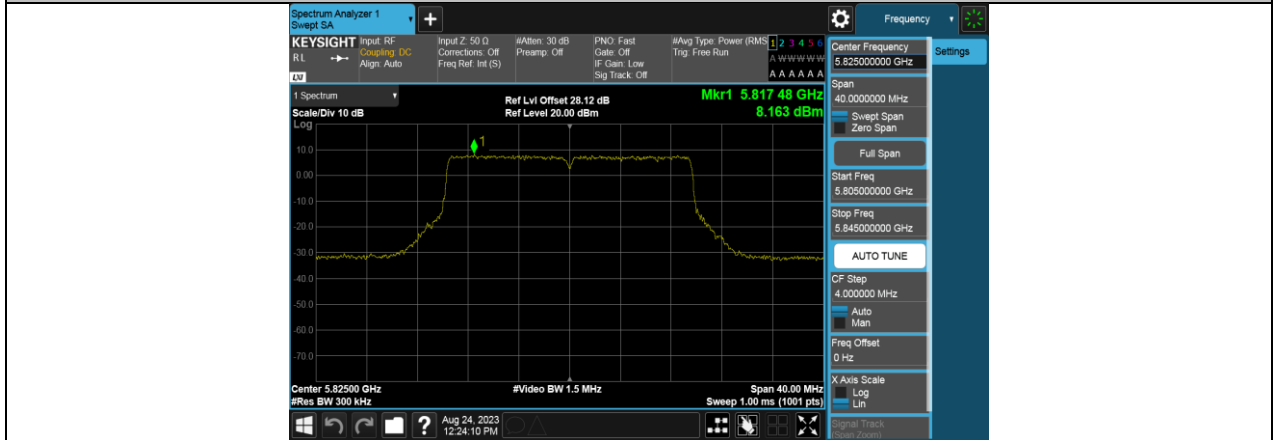 Spectrum Analyzer 1
Swept SA
+
Frequency
KEYSIGHT
RL
LXI
Input: RF
Coupling: DC
Align: Auto
Input Z: 50 Ω
Corrections: Off
Freq Ref: Int (S)
#Atten: 30 dB
Preamp: Off
PNO: Fast
Gate: Off
IF Gain: Low
Sig Track: Off
#Avg Type: Power (RMS
Trig: Free Run
1 2 3 4 5 6
A W W W W W
A A A A A A
Center Frequency
5.825000000 GHz
Settings
Span
40.0000000 MHz
Swept Span
Zero Span
Full Span
Start Freq
5.805000000 GHz
Stop Freq
5.845000000 GHz
AUTO TUNE
CF Step
4.000000 MHz
Auto
Man
Freq Offset
0 Hz
X Axis Scale
Log
Lin
Signal Track
(Span Zoom)
1 Spectrum
Scale/Div 10 dB
Log
Ref Lvl Offset 28.12 dB
Ref Level 20.00 dBm
Mkr1 5.817 48 GHz
8.163 dBm
1
10.0
0.00
-10.0
-20.0
-30.0
-40.0
-50.0
-60.0
-70.0
Center 5.82500 GHz
#Video BW 1.5 MHz
Span 40.00 MHz
#Res BW 300 kHz
Sweep 1.00 ms (1001 pts)
?
Aug 24, 2023
12:24:10 PM